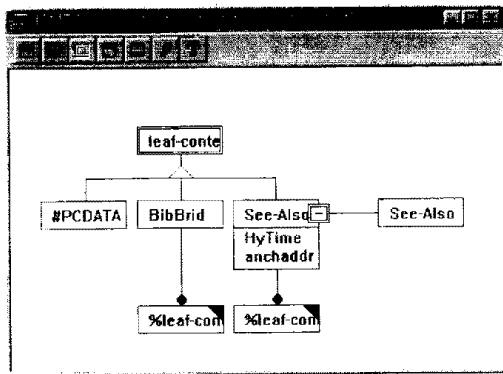 leaf-conte
#PCDATA
BibBrid
See-Also
See-Also
HyTime
anchaddr
%leaf-con
%leaf-con